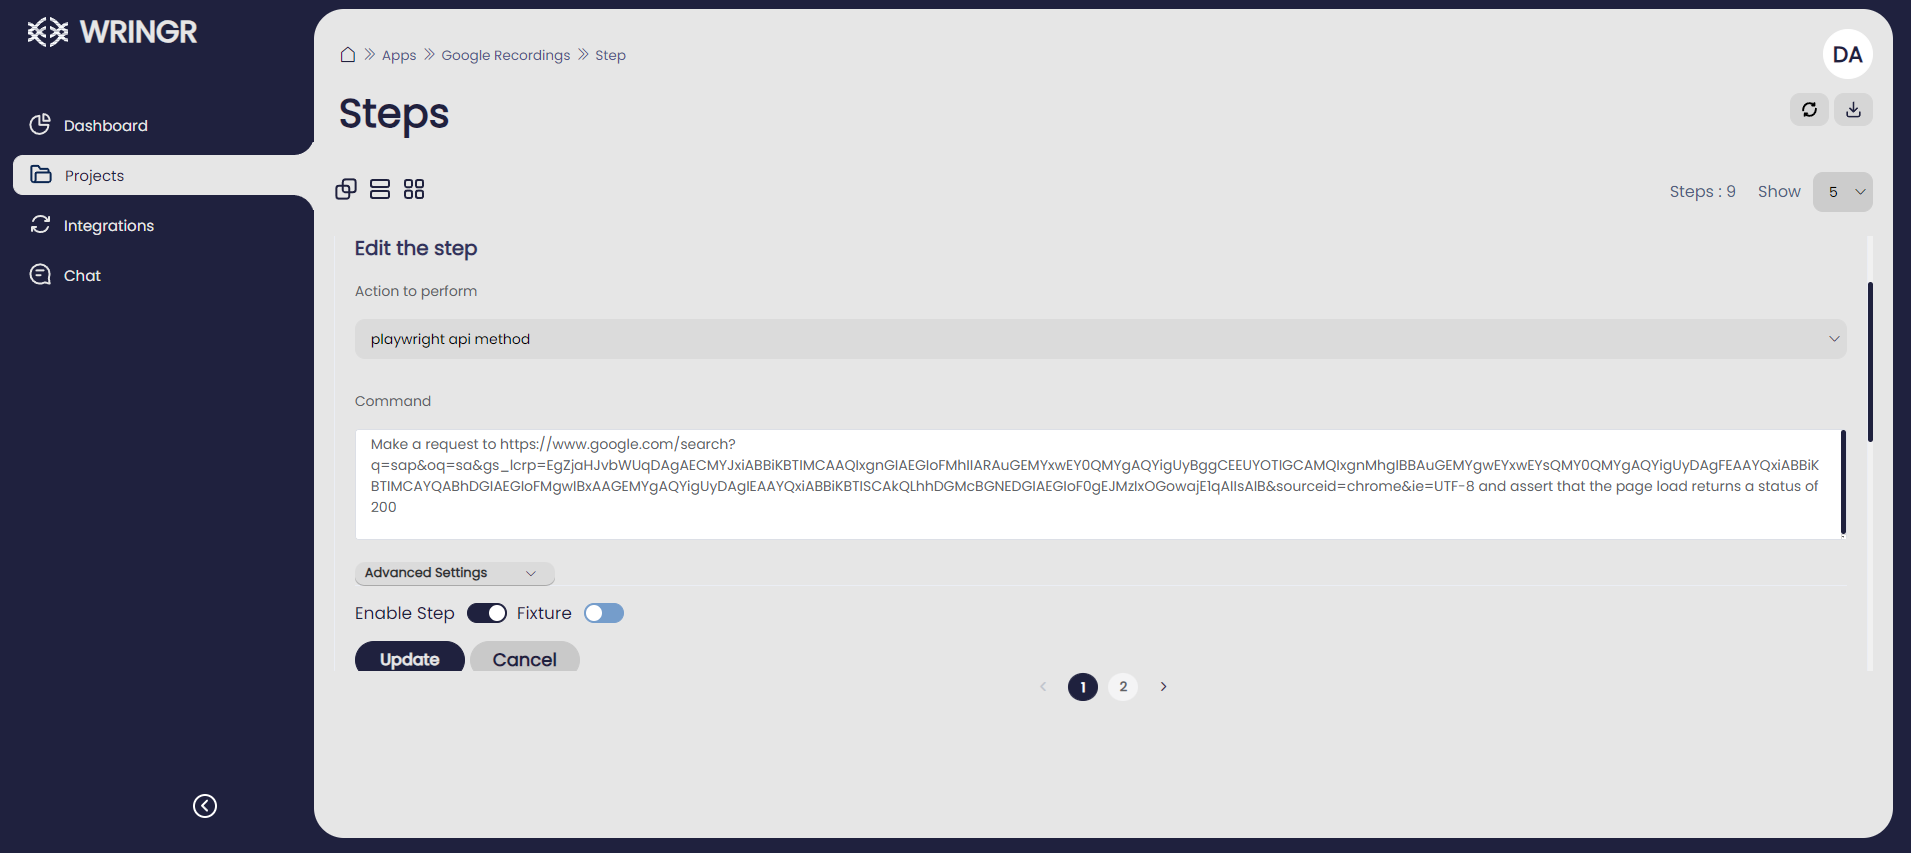 WRINGR
Dashboard
Projects
Integrations
Chat
Apps
Google Recordings
Step
DA
Steps
Steps : 9
Show
5
Edit the step
Action to perform
playwright api method
Command
Make a request to https://www.google.com/search?
q=sap&oq=sa&gs_lcrp=EgZjaHJvbWUqDAgAECMYJxiABBiKBTIMCAAQIxgnGIAEGIoFMhIIARAuGEMYxwEY0QMYgAQYigUyBggCEEUYOTIGCAMQIxgnMhgIBBAuGEMYgwEYxwEYsQMY0QMYgAQYigUyDAgFEAAYQxiABBiK
BTIMCAYQABhDGIAEGIoFMgwIBxAAGEMYgAQYigUyDAgIEAAYQxiABBiKBTISCAkQLhhDGMcBGNEDGIAEGIoF0gEJMzIxOGowajE1qAIIsAIB&sourceid=chrome&ie=UTF-8 and assert that the page load returns a status of
200
Advanced Settings
Enable Step
Fixture
Update
Cancel
1
2